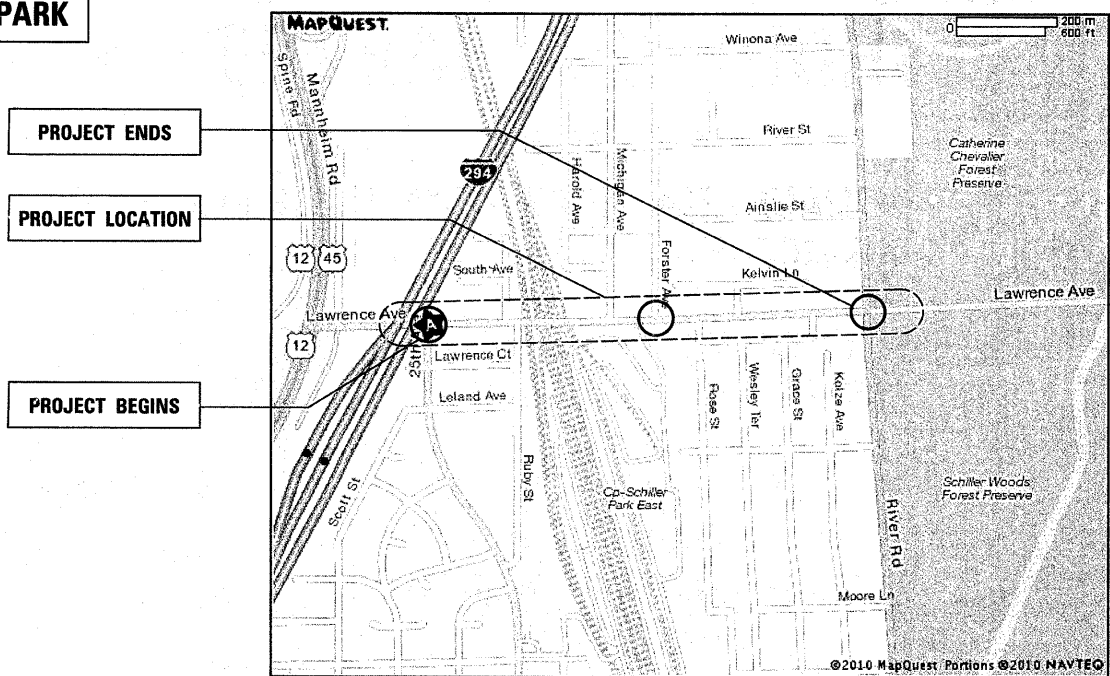 PARK
MAPQUEST.
0
200 m
600 ft
Winona Ave
Spine Rd
Mannheim Rd
PROJECT ENDS
River St
Catherine
Chevalier
Forest
Preserve
294
Harold Ave
Michigan Ave
PROJECT LOCATION
Ainslie St
12
45
South Ave
Forster Ave
Kelvin Ln
Lawrence Ave
Lawrence Ave
A
12
25th
Lawrence Ct
PROJECT BEGINS
Leland Ave
Rose St
Wesley Ter
Grace St
Kolze Ave
Scott St
Ruby St
Cp-Schiller
Park East
Schiller Woods
Forest Preserve
River Rd
Moore Ln
©2010 MapQuest Portions ©2010 NAVTEQ